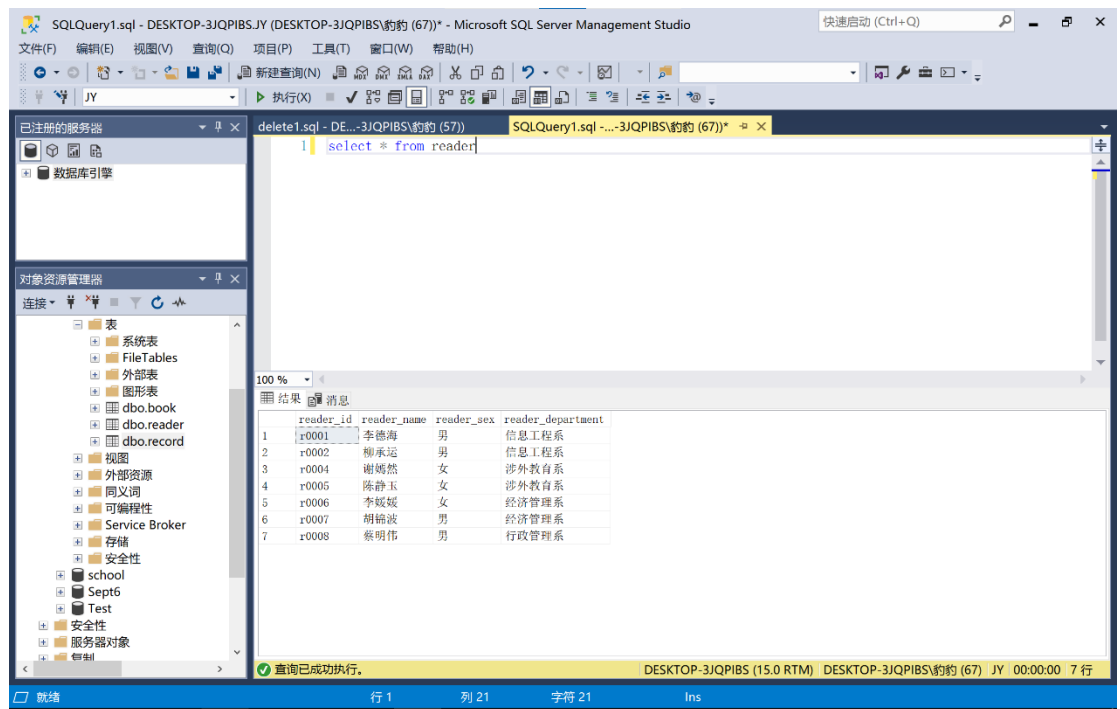 SQLQuery1.sql - DESKTOP-3JQPIBS.JY (DESKTOP-3JQPIBS\豹豹 (67))* - Microsoft SQL Server Management Studio
快速启动 (Ctrl+Q)
文件(F) 编辑(E) 视图(V) 查询(Q) 项目(P) 工具(T) 窗口(W) 帮助(H)
新建查询(N)
JY 执行(X)
已注册的服务器
delete1.sql - DE...-3JQPIBS\豹豹 (57)) SQLQuery1.sql -...-3JQPIBS\豹豹 (67))*
1 select * from reader
数据库引擎
对象资源管理器
连接
表
系统表
FileTables
外部表
图形表
dbo.book
dbo.reader
dbo.record
视图
外部资源
同义词
可编程性
Service Broker
存储
安全性
school
Sept6
Test
安全性
服务器对象
复制
100 %
结果 消息
reader_id reader_name reader_sex reader_department
1 r0001 李德海 男 信息工程系
2 r0002 柳承运 男 信息工程系
3 r0004 谢嫣然 女 涉外教育系
4 r0005 陈静玉 女 涉外教育系
5 r0006 李媛媛 女 经济管理系
6 r0007 胡锦波 男 经济管理系
7 r0008 蔡明伟 男 行政管理系
查询已成功执行。 DESKTOP-3JQPIBS (15.0 RTM) DESKTOP-3JQPIBS\豹豹 (67) JY 00:00:00 7 行
就绪 行 1 列 21 字符 21 Ins